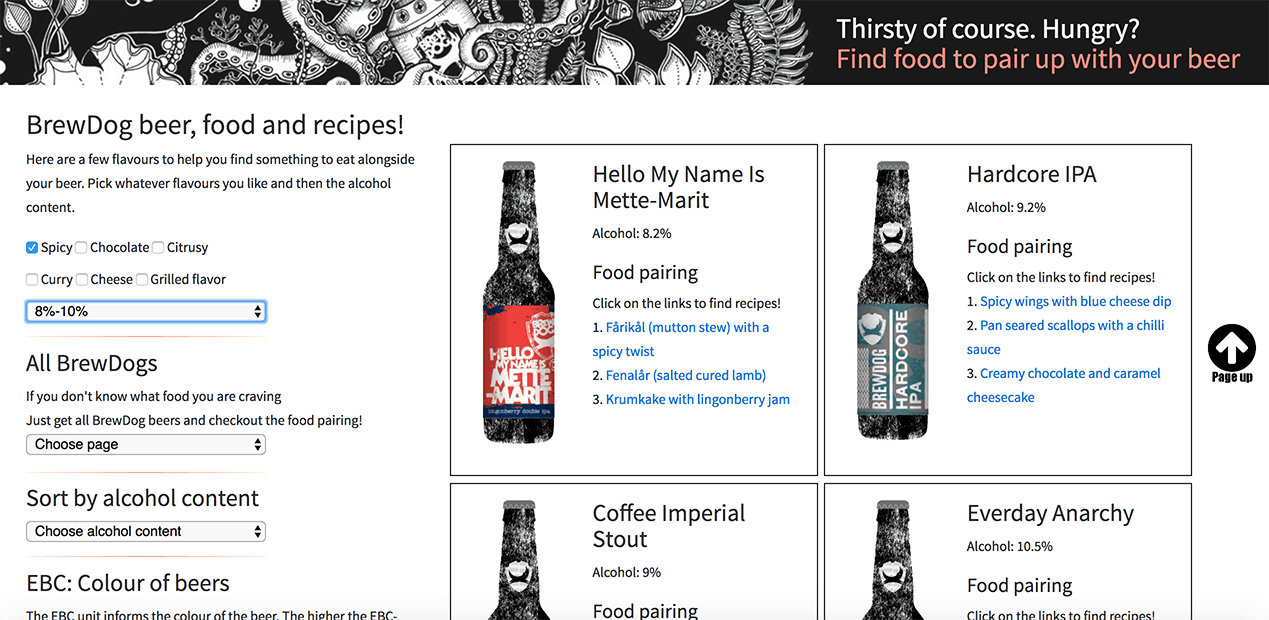 Thirsty of course. Hungry?
Find food to pair up with your beer
BrewDog beer, food and recipes!
Here are a few flavours to help you find something to eat alongside
your beer. Pick whatever flavours you like and then the alcohol
content.
Spicy Chocolate Citrusy
Curry Cheese Grilled flavor
8%-10%
All BrewDogs
If you don't know what food you are craving
Just get all BrewDog beers and checkout the food pairing!
Choose page
Sort by alcohol content
Choose alcohol content
EBC: Colour of beers
The EBC unit informs the colour of the beer. The higher the EBC-
HELLO
MY NAME IS
METTE
-MARIT
lingonberry double ipa
Hello My Name Is
Mette-Marit
Alcohol: 8.2%
Food pairing
Click on the links to find recipes!
1. Fårikål (mutton stew) with a
spicy twist
2. Fenalår (salted cured lamb)
3. Krumkake with lingonberry jam
BREWDOG
HARDCORE
IPA
Hardcore IPA
Alcohol: 9.2%
Food pairing
Click on the links to find recipes!
1. Spicy wings with blue cheese dip
2. Pan seared scallops with a chilli
sauce
3. Creamy chocolate and caramel
cheesecake
Coffee Imperial
Stout
Alcohol: 9%
Food pairing
Everday Anarchy
Alcohol: 10.5%
Food pairing
Click on the links to find recipes!
Page up